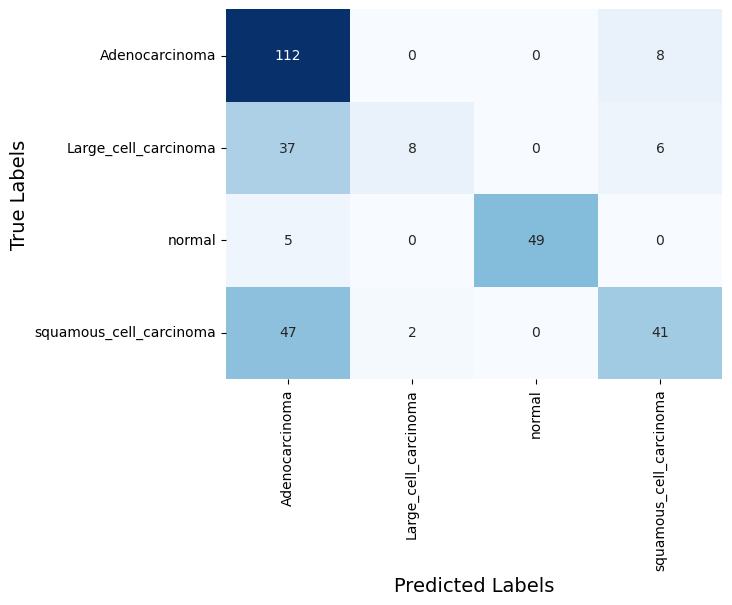 Adenocarcinoma 112 0 0 8
Large_cell_carcinoma 37 8 0 6
normal 5 0 49 0
squamous_cell_carcinoma 47 2 0 41
True Labels
Adenocarcinoma
Large_cell_carcinoma
normal
squamous_cell_carcinoma
Predicted Labels